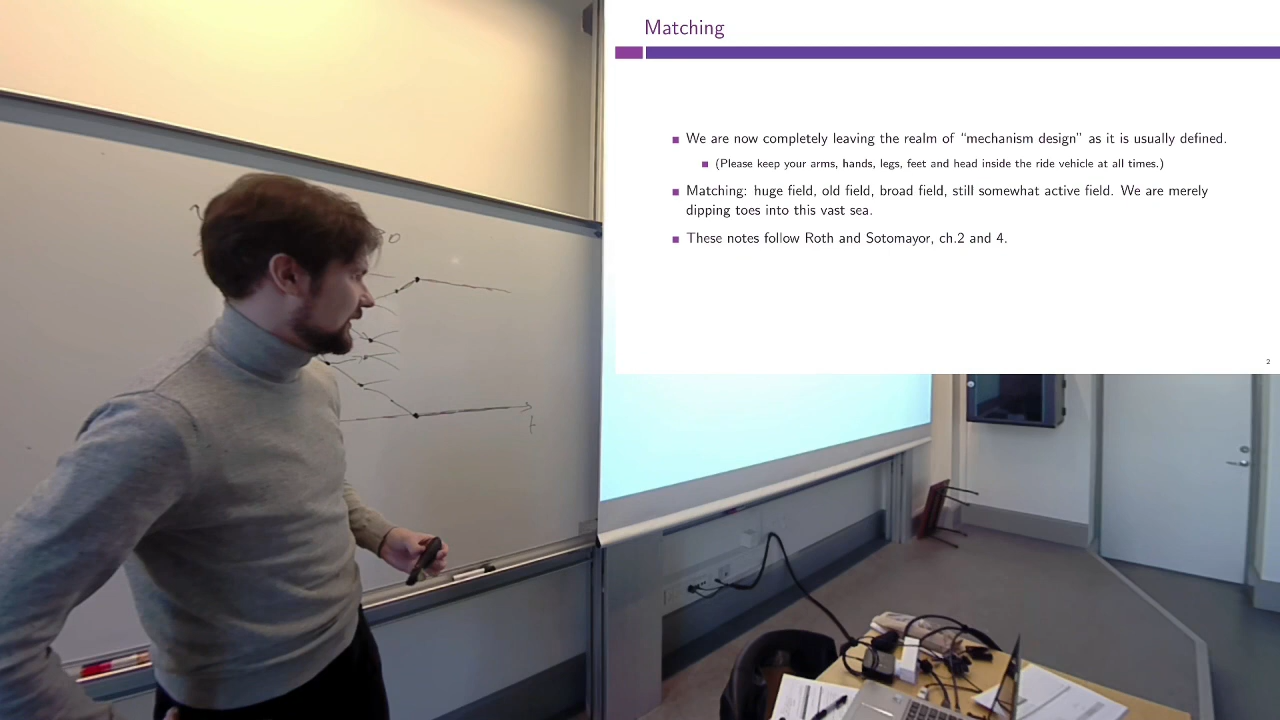 Matching
We are now completely leaving the realm of “mechanism design” as it is usually defined.
(Please keep your arms, hands, legs, feet and head inside the ride vehicle at all times.)
Matching: huge field, old field, broad field, still somewhat active field. We are merely
dipping toes into this vast sea.
These notes follow Roth and Sotomayor, ch.2 and 4.
2
t